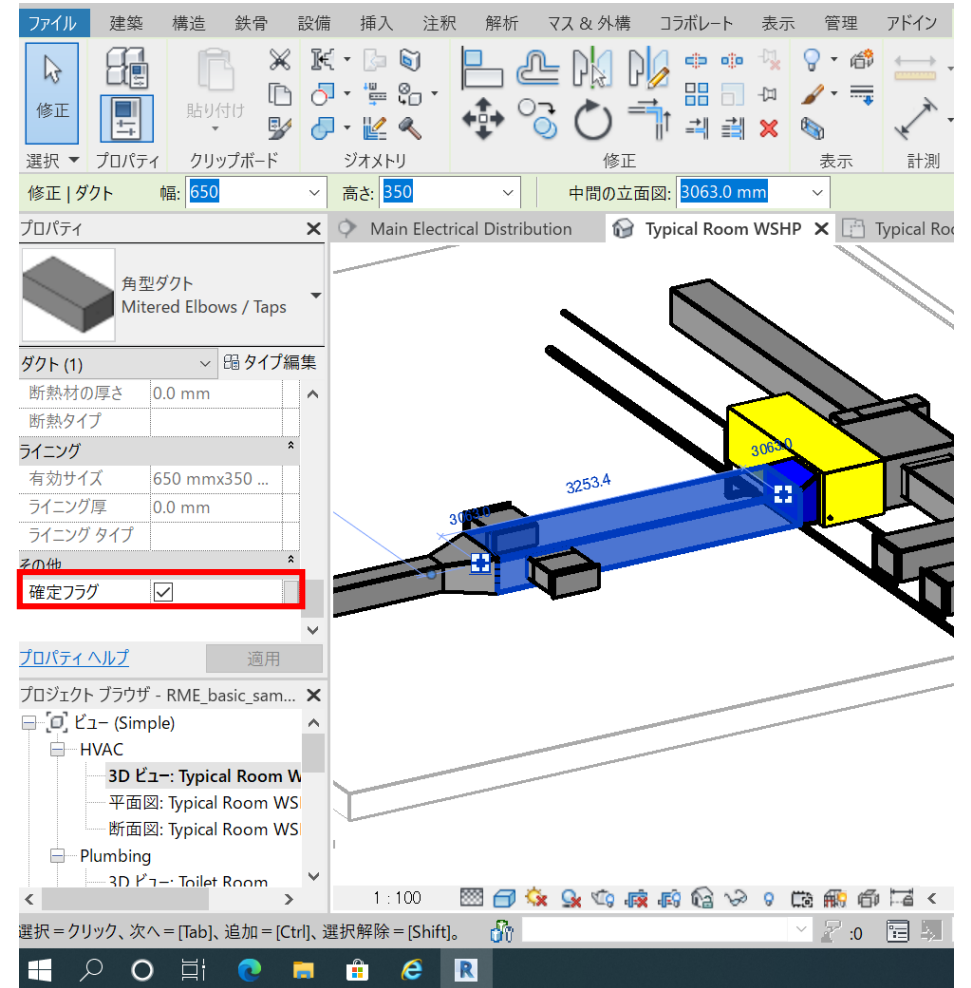 ファイル 建築 構造 鉄骨 設備 挿入 注釈 解析 マス & 外構 コラボレート 表示 管理 アドイン
修正 貼り付け
選択 プロパティ クリップボード ジオメトリ 修正 表示 計測
修正 | ダクト 幅: 650 高さ: 350 中間の立面図: 3063.0 mm
プロパティ
Main Electrical Distribution Typical Room WSHP Typical Roo
角型ダクト
Mitered Elbows / Taps
ダクト (1) タイプ編集
断熱材の厚さ 0.0 mm
断熱タイプ
ライニング
有効サイズ 650 mmx350 ...
ライニング厚 0.0 mm
ライニング タイプ
その他
確定フラグ
プロパティ ヘルプ 適用
3063.0
3253.4
3063.0
プロジェクト ブラウザ - RME_basic_sam...
ビュー (Simple)
HVAC
3D ビュー: Typical Room W
平面図: Typical Room WS
断面図: Typical Room WS
Plumbing
3D ビュー: Toilet Room
1 : 100
選択 = クリック、次へ = [Tab]、追加 = [Ctrl]、選択解除 = [Shift]。 :0